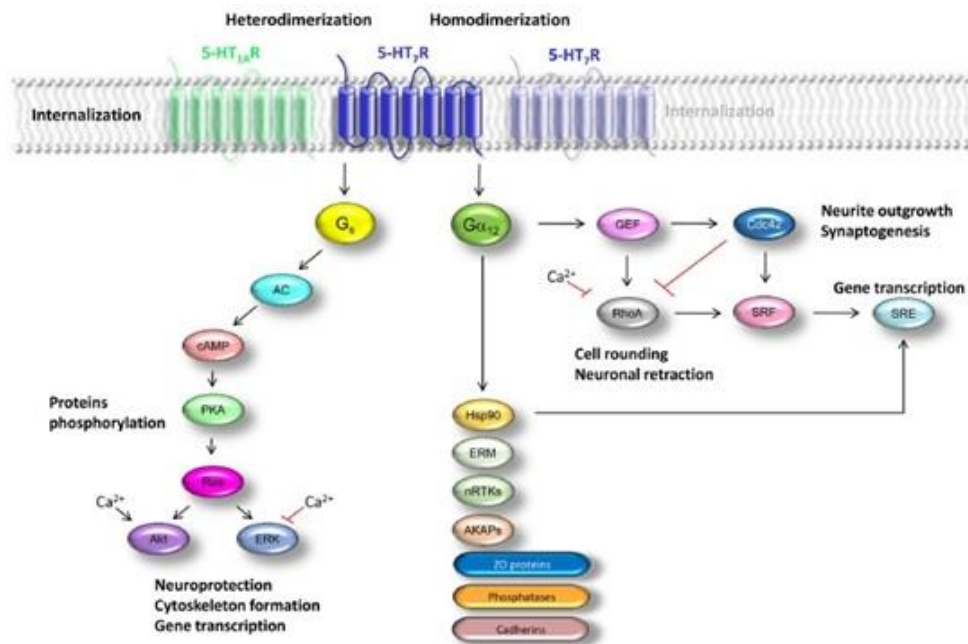 Heterodimerization
Homodimerization
5-HT₁ₐR
5-HT₇R
5-HT₇R
Internalization
Internalization
Gₛ
Gα₁₂
GEF
Cdc42
Neurite outgrowth
Synaptogenesis
AC
Ca²⁺
RhoA
SRF
Gene transcription
SRE
cAMP
Cell rounding
Neuronal retraction
Proteins
phosphorylation
PKA
Hsp90
ERM
Ras
nRTKs
Ca²⁺
Ca²⁺
Akt
ERK
AKAPs
ZO proteins
Neuroprotection
Cytoskeleton formation
Gene transcription
Phosphatases
Cadherins